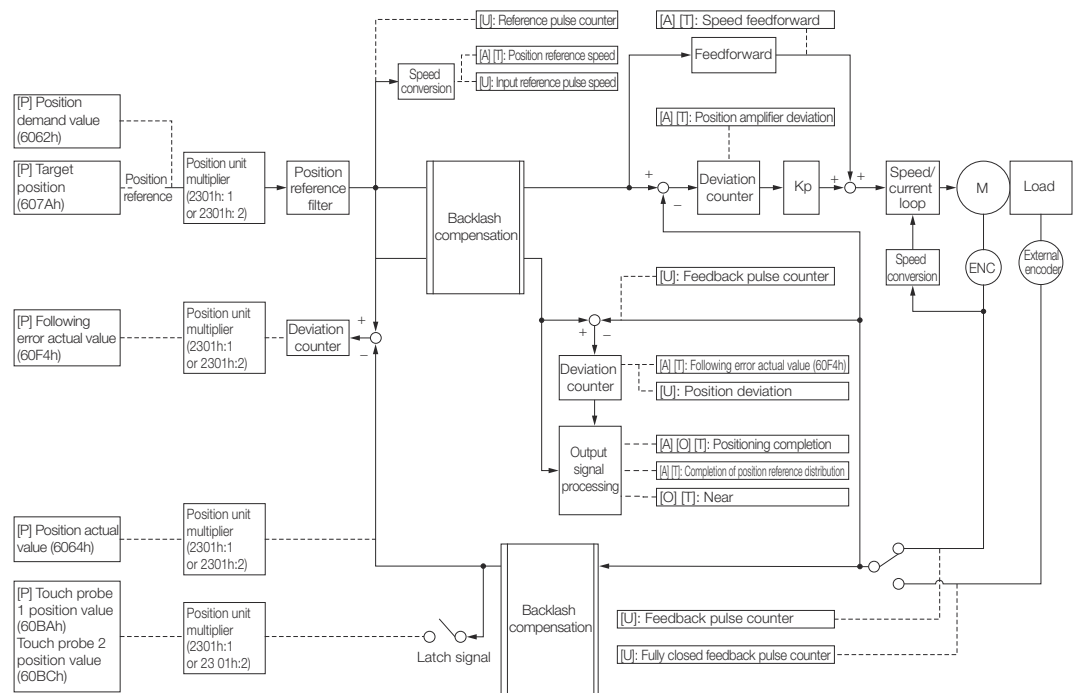 [U]: Reference pulse counter
[A] [T]: Speed feedforward
[A] [T]: Position reference speed
[U]: Input reference pulse speed
Speed
conversion
Feedforward
[P] Position
demand value
(6062h)
[P] Target
position
(607Ah)
Position
reference
Position unit
multiplier
(2301h: 1
or 2301h: 2)
Position
reference
filter
Backlash
compensation
[A] [T]: Position amplifier deviation
+
−
Deviation
counter
Kp
+
+
Speed/
current
loop
M
Load
Speed
conversion
ENC
External
encoder
[U]: Feedback pulse counter
[P] Following
error actual value
(60F4h)
Position unit
multiplier
(2301h:1
or 2301h:2)
Deviation
counter
+
−
+
−
Deviation
counter
[A] [T]: Following error actual value (60F4h)
[U]: Position deviation
Output
signal
processing
[A] [O] [T]: Positioning completion
[A] [T]: Completion of position reference distribution
[O] [T]: Near
[P] Position actual
value (6064h)
Position unit
multiplier
(2301h:1
or 2301h:2)
[P] Touch probe
1 position value
(60BAh)
Touch probe 2
position value
(60BCh)
Position unit
multiplier
(2301h:1
or 23 01h:2)
Latch signal
Backlash
compensation
[U]: Feedback pulse counter
[U]: Fully closed feedback pulse counter